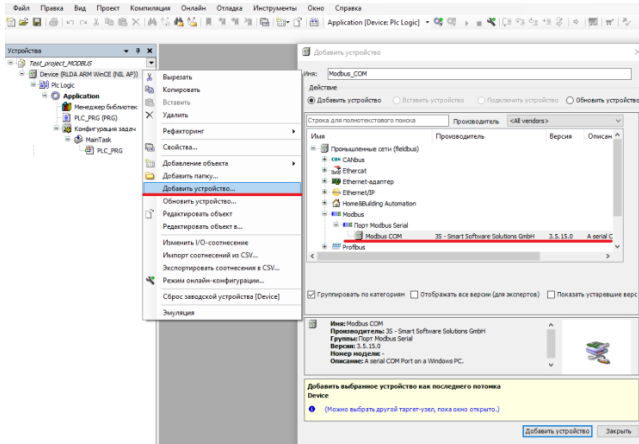 Файл Правка Вид Проект Компиляция Онлайн Отладка Инструменты Окно Справка
Application [Device: Plc Logic]
Устройства
Test_project_MODBUS
Device (RLDA ARM WinCE (NIL AP))
Plc Logic
Application
Менеджер библиотек
PLC_PRG (PRG)
Конфигурация задач
MainTask
PLC_PRG
Вырезать
Копировать
Вставить
Удалить
Рефакторинг
Свойства...
Добавление объекта
Добавить папку...
Добавить устройство...
Обновить устройство...
Редактировать объект
Редактировать объект в...
Изменить I/O-соотнесение
Импорт соотнесений из CSV...
Экспортировать соотнесения в CSV...
Режим онлайн-конфигурации...
Сброс заводской устройства [Device]
Эмуляция
Добавить устройство
Имя: Modbus_COM
Действие
Добавить устройство Вставить устройство Подключить устройство Обновить устройство
Строка для полнотекстового поиска Производитель <All vendors>
Имя Производитель Версия Описан
Промышленные сети (fieldbus)
CANbus
Ethercat
Ethernet-адаптер
Ethernet/IP
Home&Building Automation
Modbus
Порт Modbus Serial
Modbus COM 3S - Smart Software Solutions GmbH 3.5.15.0 A serial C
Profibus
Группировать по категориям Отображать все версии (для экспертов) Показать устаревшие верс
Имя: Modbus COM
Производитель: 3S - Smart Software Solutions GmbH
Группы: Порт Modbus Serial
Версия: 3.5.15.0
Номер модели: -
Описание: A serial COM Port on a Windows PC.
Добавить выбранное устройство как последнего потомка
Device
(Можно выбрать другой таргет-узел, пока окно открыто.)
Добавить устройство Закрыть